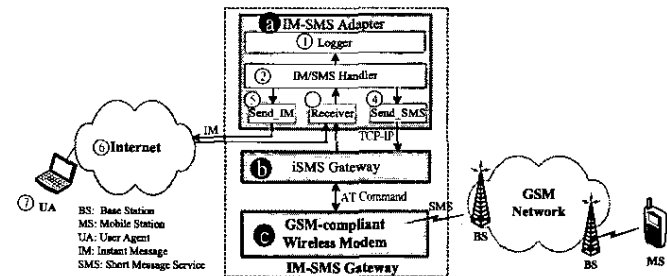 a IM-SMS Adapter
1 Logger
2 IM/SMS Handler
5 Send_IM
Receiver
4 Send_SMS
IM
TCP-IP
6 Internet
b iSMS Gateway
7 UA
AT Command
SMS
GSM Network
BS: Base Station
MS: Mobile Station
UA: User Agent
IM: Instant Message
SMS: Short Message Service
c GSM-compliant
Wireless Modem
IM-SMS Gateway
BS
BS
MS